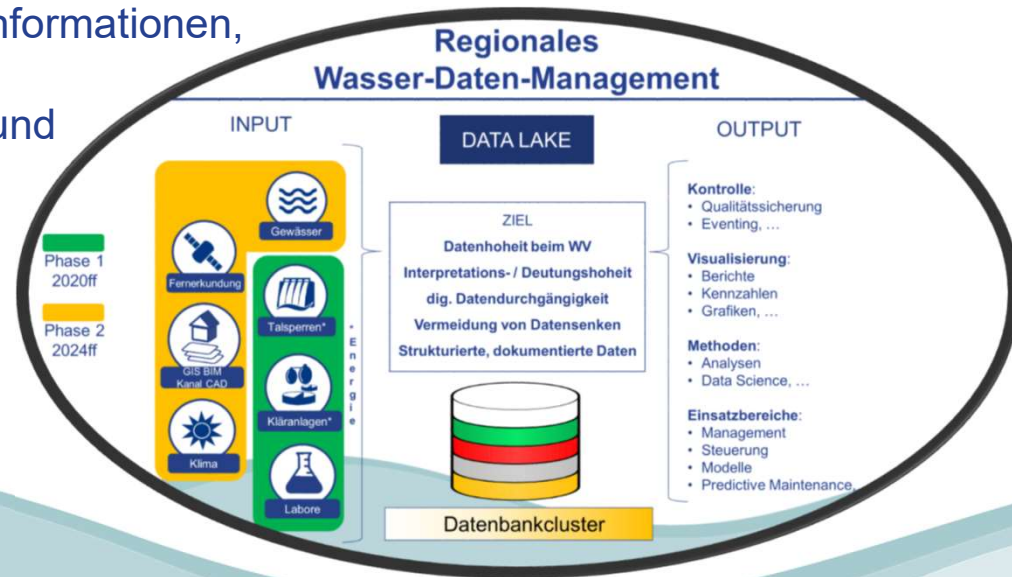 nformationen,
und
Regionales
Wasser-Daten-Management
INPUT
DATA LAKE
OUTPUT
Phase 1
2020ff
Phase 2
2024ff
Gewässer
Fernerkundung
Talsperren*
GIS BIM
Kanal CAD
Kläranlagen*
Klima
Labore
* Energie
ZIEL
Datenhoheit beim WV
Interpretations- / Deutungshoheit
dig. Datendurchgängigkeit
Vermeidung von Datensenken
Strukturierte, dokumentierte Daten
Datenbankcluster
Kontrolle:
• Qualitätssicherung
• Eventing, …
Visualisierung:
• Berichte
• Kennzahlen
• Grafiken, …
Methoden:
• Analysen
• Data Science, …
Einsatzbereiche:
• Management
• Steuerung
• Modelle
• Predictive Maintenance,